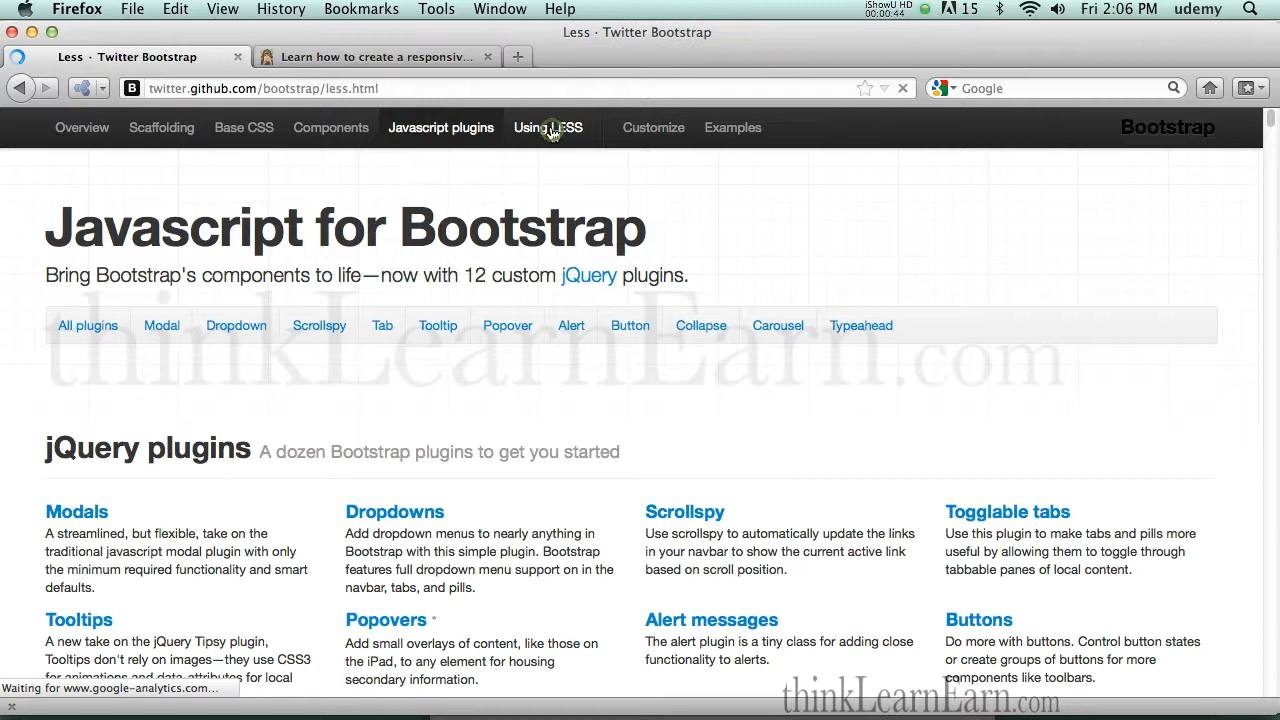 Firefox File Edit View History Bookmarks Tools Window Help iShowU HD 00:00:44 15 Fri 2:06 PM udemy
Less · Twitter Bootstrap
Less · Twitter Bootstrap Learn how to create a responsiv...
B twitter.github.com/bootstrap/less.html Google
Overview Scaffolding Base CSS Components Javascript plugins Using LESS Customize Examples Bootstrap
Javascript for Bootstrap
Bring Bootstrap's components to life—now with 12 custom jQuery plugins.
All plugins Modal Dropdown Scrollspy Tab Tooltip Popover Alert Button Collapse Carousel Typeahead
thinkLearnEarn.com
jQuery plugins A dozen Bootstrap plugins to get you started
Modals
A streamlined, but flexible, take on the
traditional javascript modal plugin with only
the minimum required functionality and smart
defaults.
Dropdowns
Add dropdown menus to nearly anything in
Bootstrap with this simple plugin. Bootstrap
features full dropdown menu support on in the
navbar, tabs, and pills.
Scrollspy
Use scrollspy to automatically update the links
in your navbar to show the current active link
based on scroll position.
Togglable tabs
Use this plugin to make tabs and pills more
useful by allowing them to toggle through
tabbable panes of local content.
Tooltips
A new take on the jQuery Tipsy plugin,
Tooltips don't rely on images—they use CSS3
for animations and data-attributes for local
Popovers *
Add small overlays of content, like those on
the iPad, to any element for housing
secondary information.
Alert messages
The alert plugin is a tiny class for adding close
functionality to alerts.
Buttons
Do more with buttons. Control button states
or create groups of buttons for more
components like toolbars.
Waiting for www.google-analytics.com...
thinkLearnEarn.com